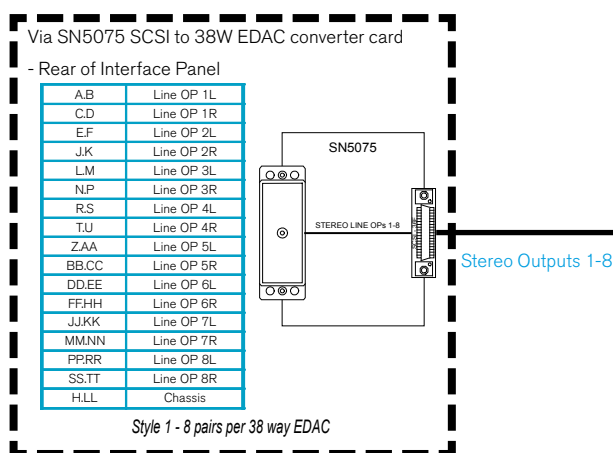 Via SN5075 SCSI to 38W EDAC converter card
- Rear of Interface Panel
A.B Line OP 1L
C.D Line OP 1R
E.F Line OP 2L
J.K Line OP 2R
L.M Line OP 3L
N.P Line OP 3R
R.S Line OP 4L
T.U Line OP 4R
Z.AA Line OP 5L
BB.CC Line OP 5R
DD.EE Line OP 6L
FF.HH Line OP 6R
JJ.KK Line OP 7L
MM.NN Line OP 7R
PP.RR Line OP 8L
SS.TT Line OP 8R
H.LL Chassis
SN5075
STEREO LINE OPs 1-8
Stereo Outputs 1-8
Style 1 - 8 pairs per 38 way EDAC